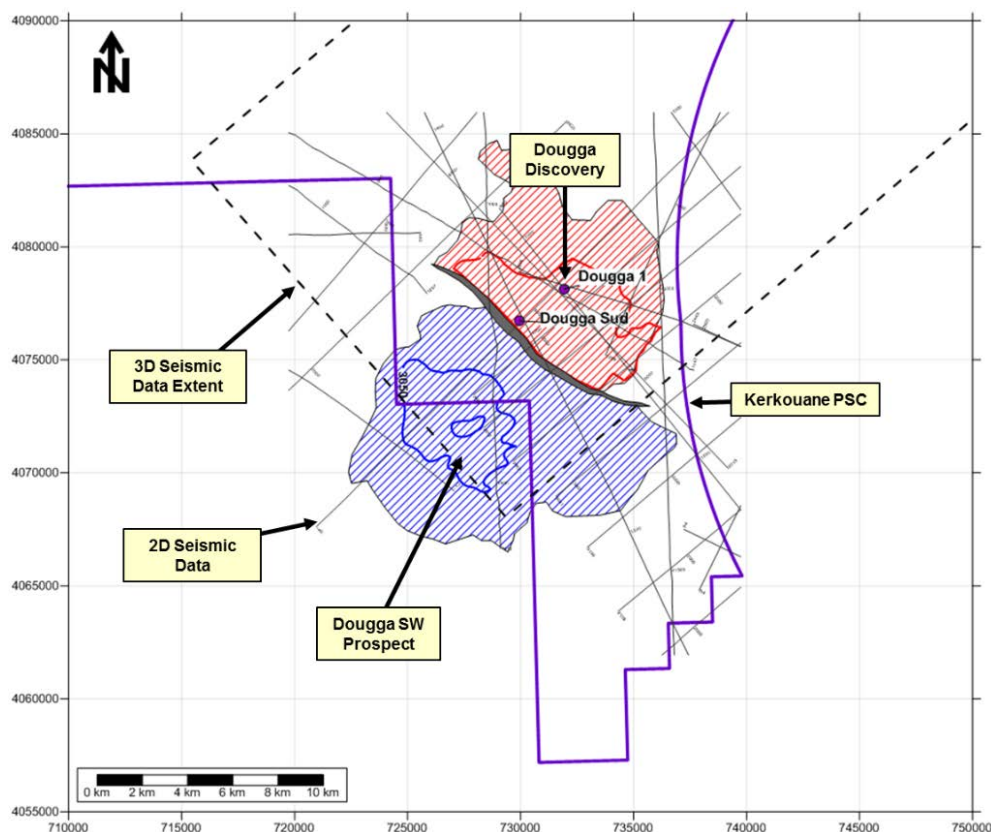 4090000
N
4085000
Dougga
Discovery
4080000
Dougga 1
Dougga Sud
3D Seismic
Data Extent
4075000
3650
Kerkouane PSC
4070000
2D Seismic
Data
4065000
Dougga SW
Prospect
4060000
0 km 2 km 4 km 6 km 8 km 10 km
4055000
710000 715000 720000 725000 730000 735000 740000 745000 750000